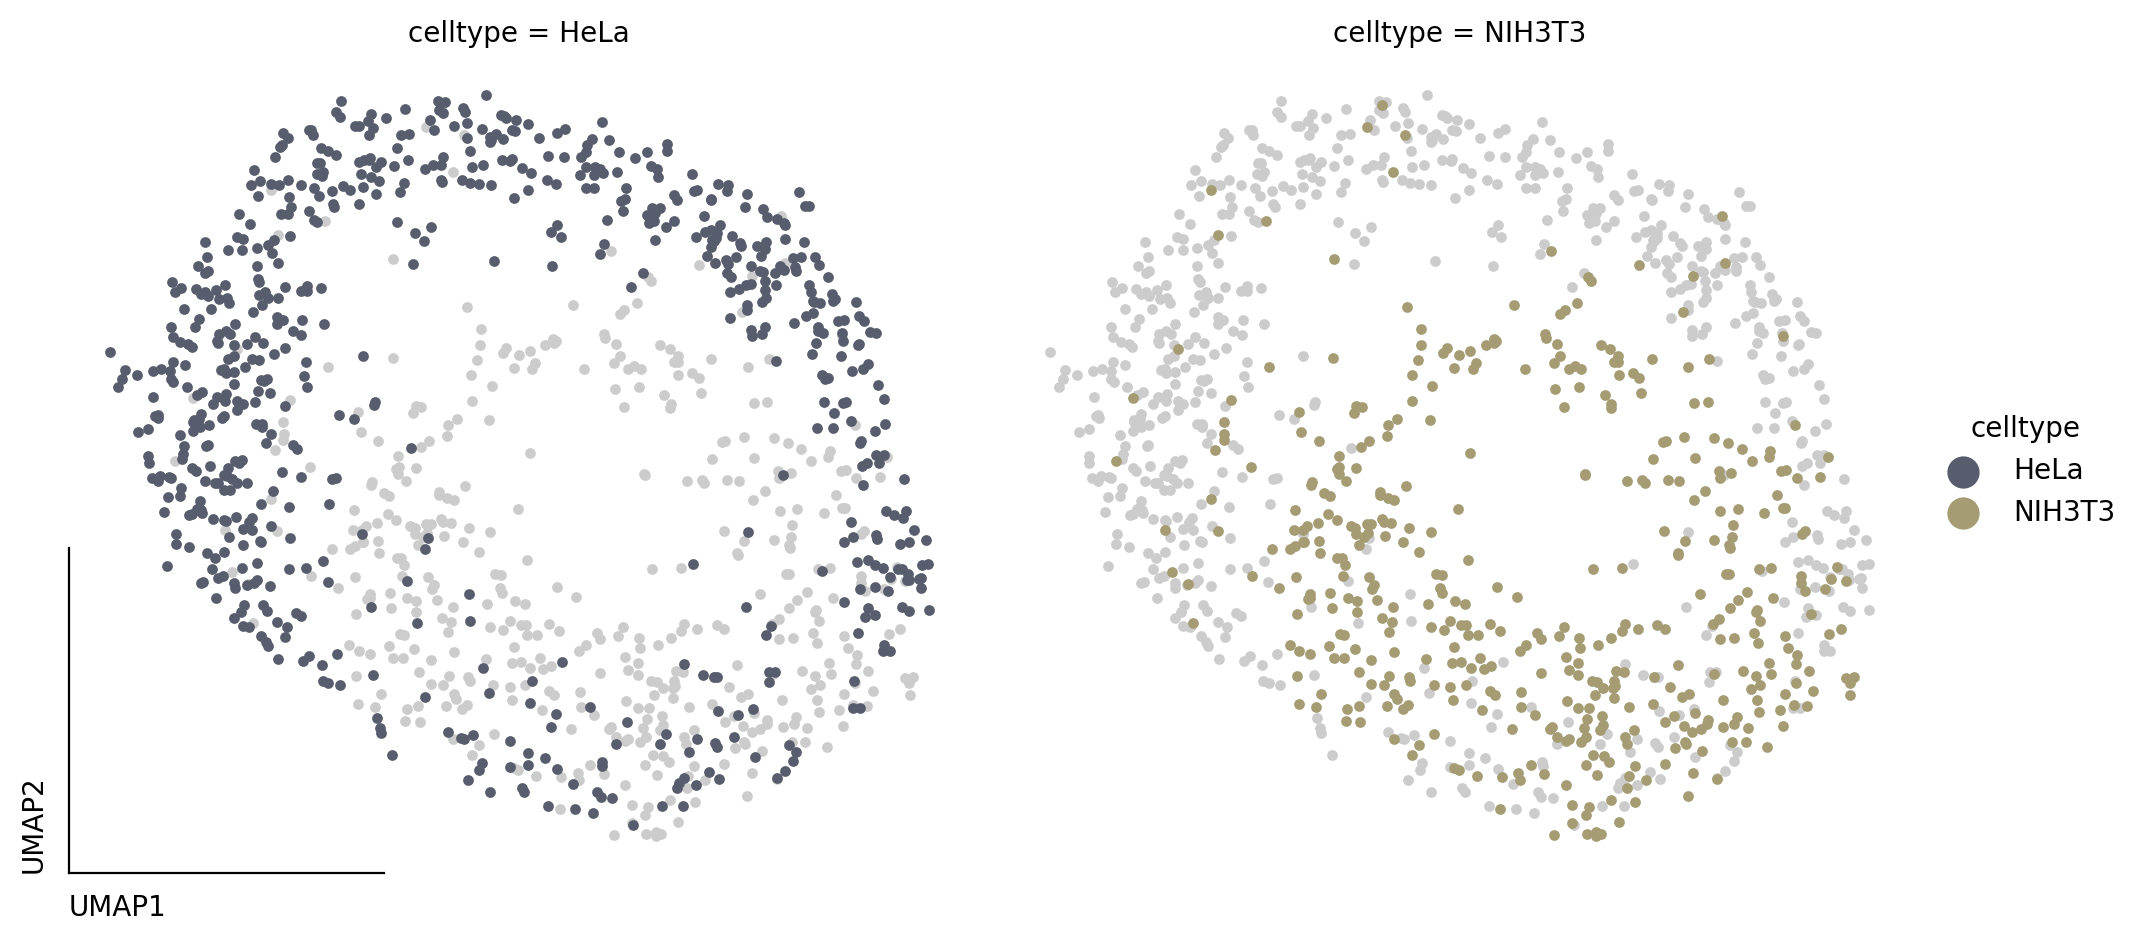 celltype = HeLa
celltype = NIH3T3
celltype
HeLa
NIH3T3
UMAP2
UMAP1